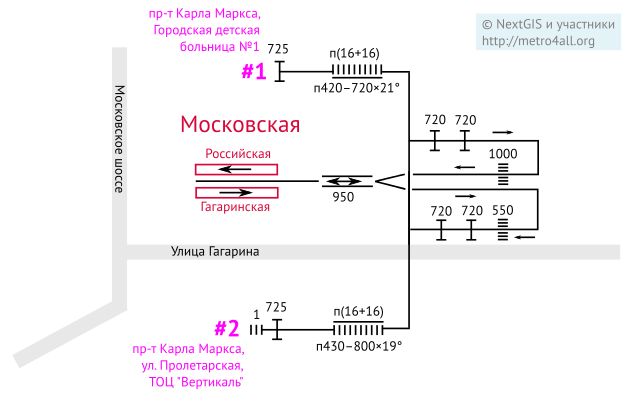 пр-т Карла Маркса,
Городская детская
больница №1
#1
725
п(16+16)
п420–720×21°
© NextGIS и участники
http://metro4all.org
Московское шоссе
Московская
Российская
Гагаринская
950
720
720
1000
720
720
550
Улица Гагарина
#2
1
725
п(16+16)
п430–800×19°
пр-т Карла Маркса,
ул. Пролетарская,
ТОЦ "Вертикаль"